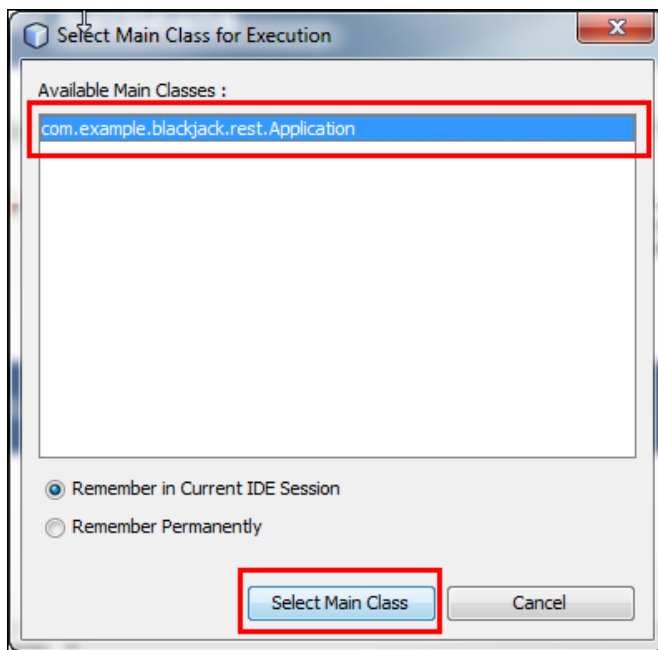 Select Main Class for Execution
Available Main Classes :
com.example.blackjack.rest.Application
Remember in Current IDE Session
Remember Permanently
Select Main Class
Cancel